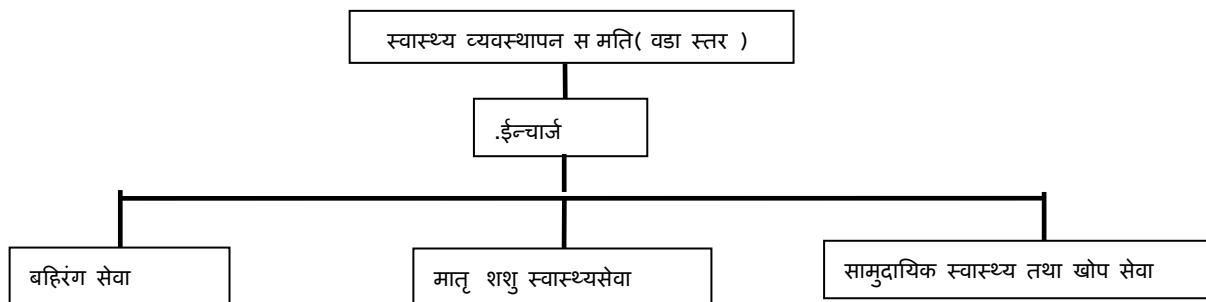 स्वास्थ्य व्यवस्थापन स मति( वडा स्तर )
.ईन्चार्ज
बहिरंग सेवा
मातृ शशु स्वास्थ्यसेवा
सामुदायिक स्वास्थ्य तथा खोप सेवा